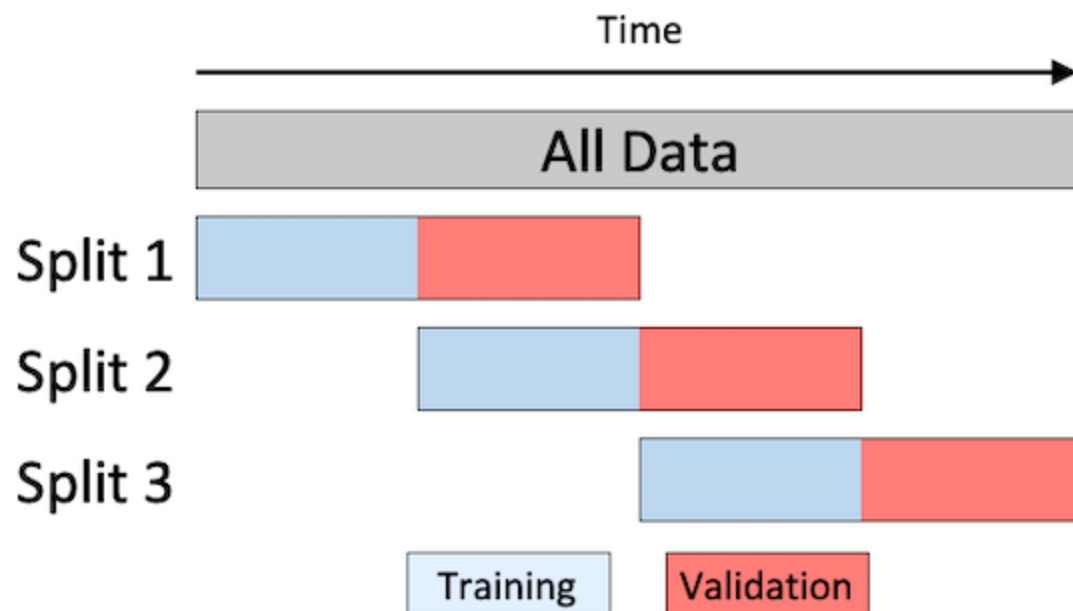 Time
All Data
Split 1
Split 2
Split 3
Training
Validation